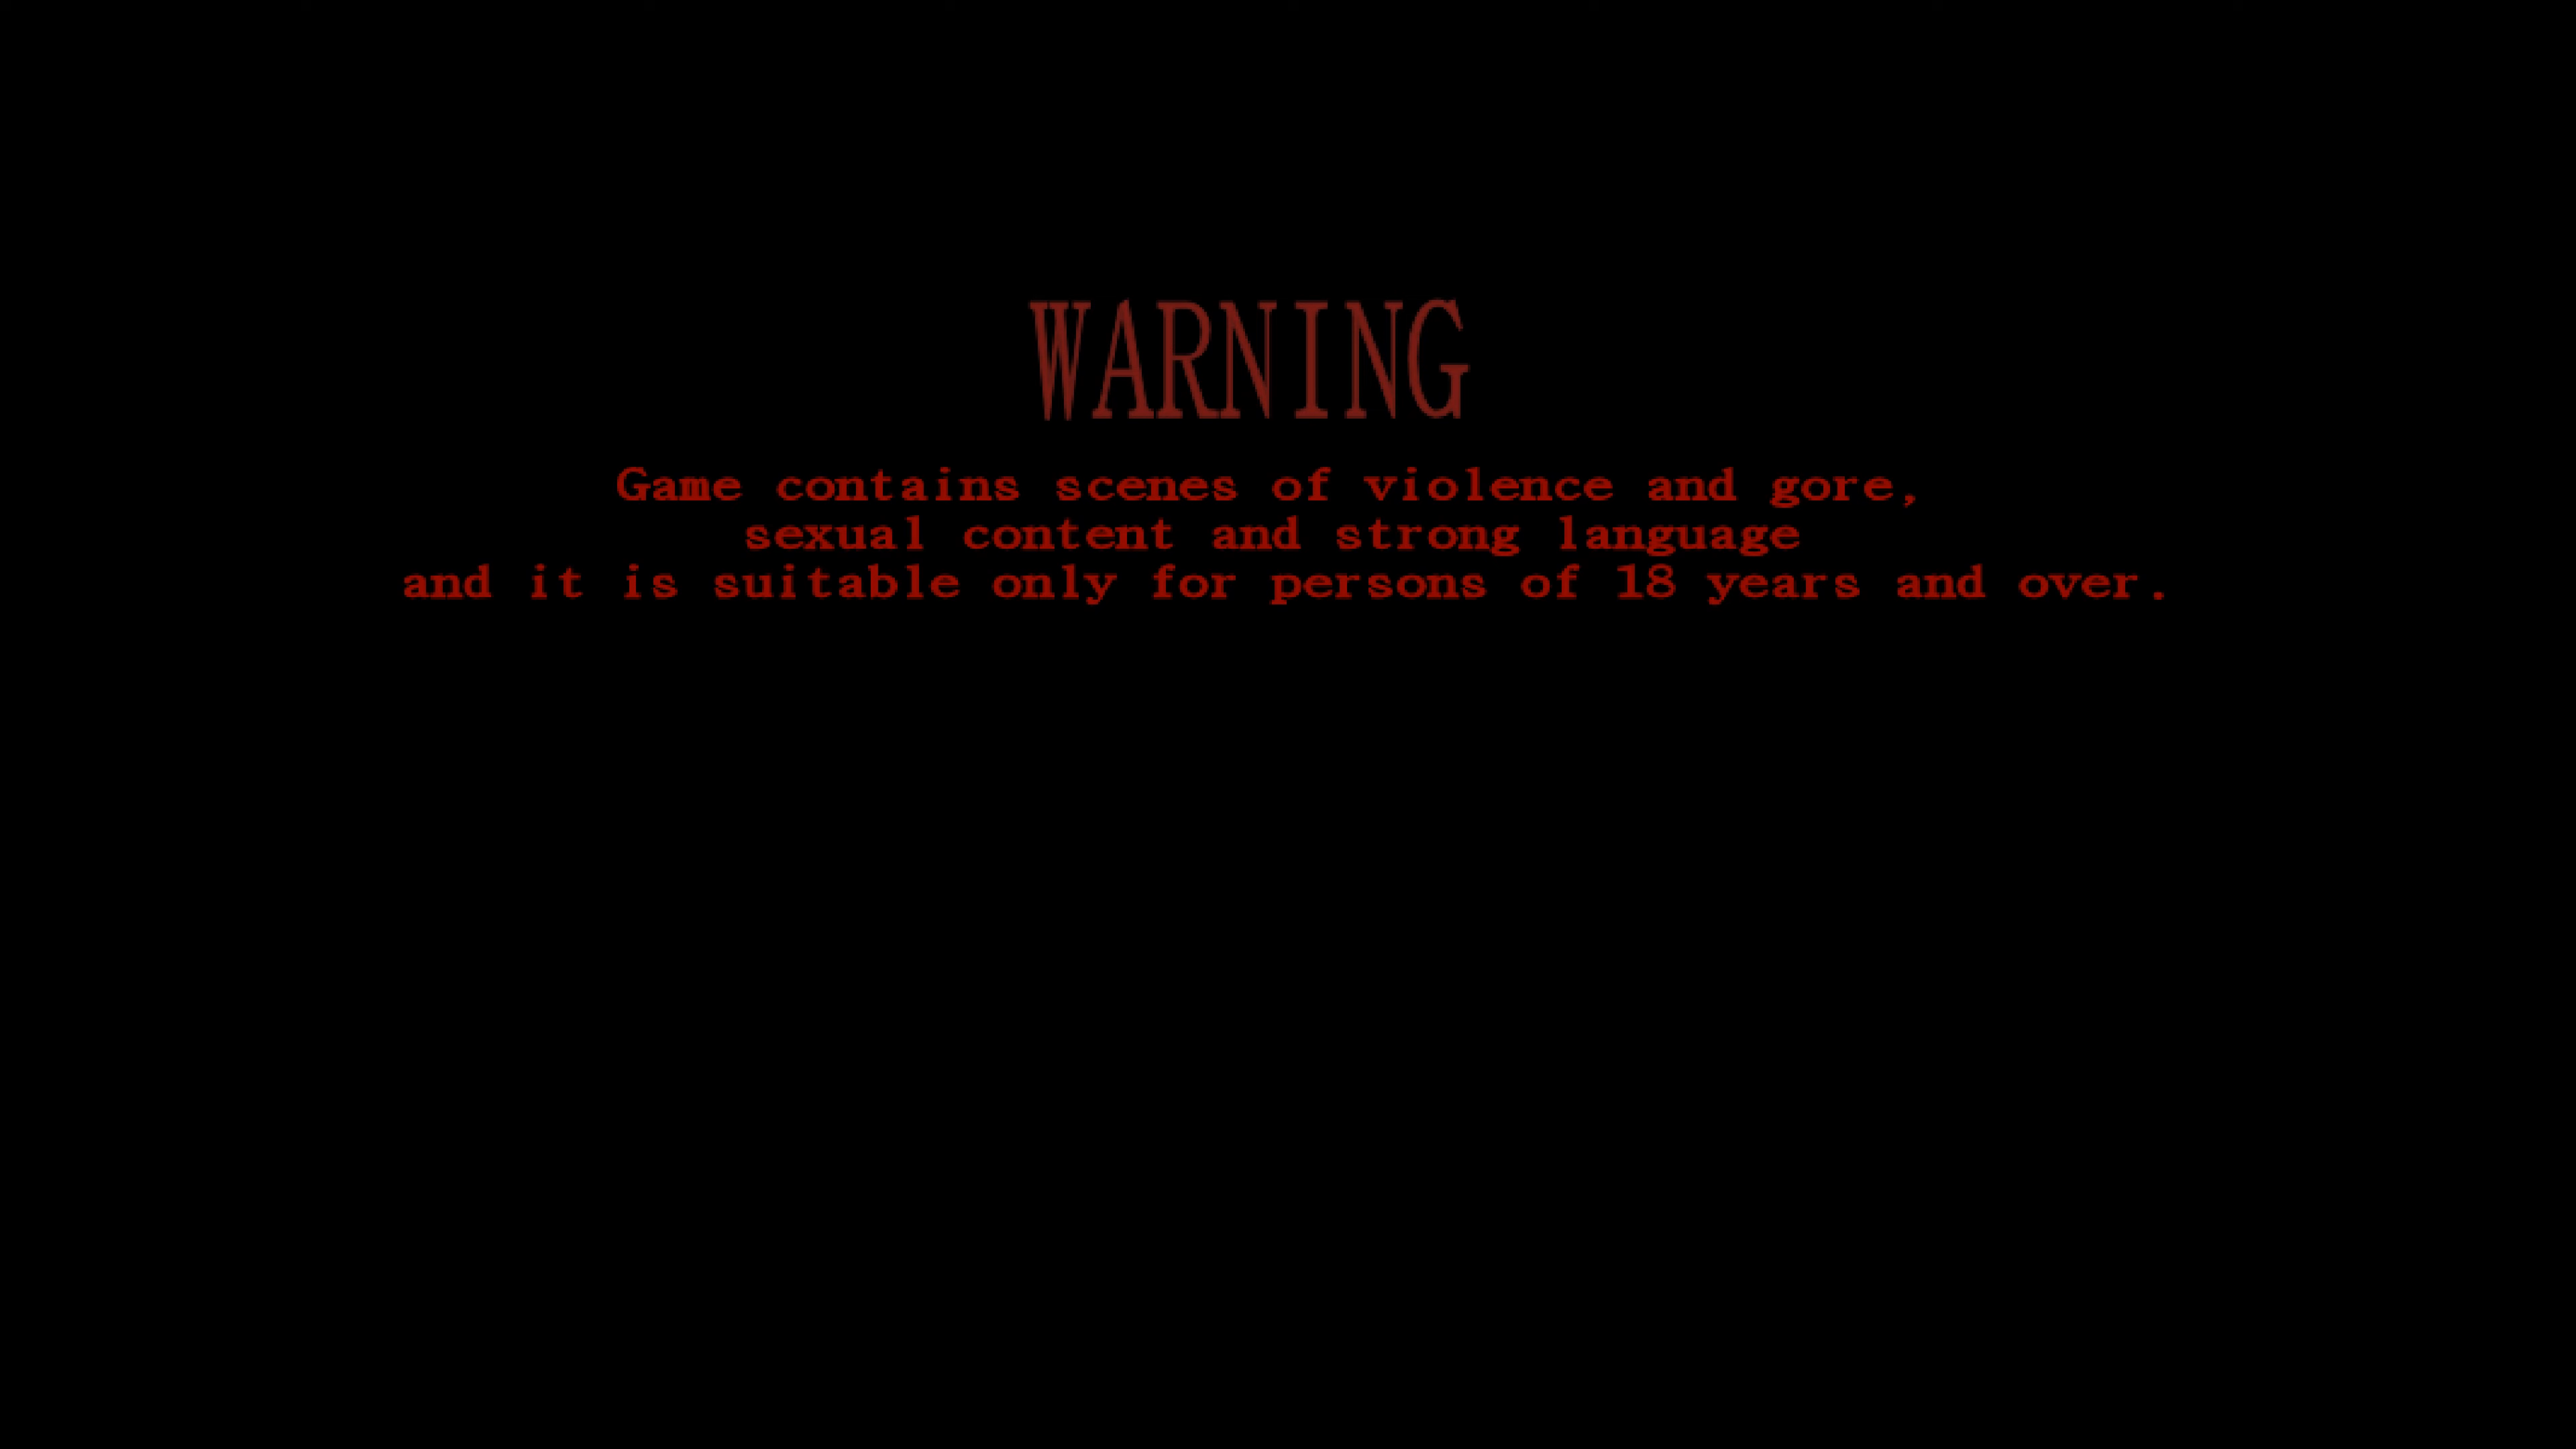 WARNING
Game contains scenes of violence and gore,
sexual content and strong language
and it is suitable only for persons of 18 years and over.